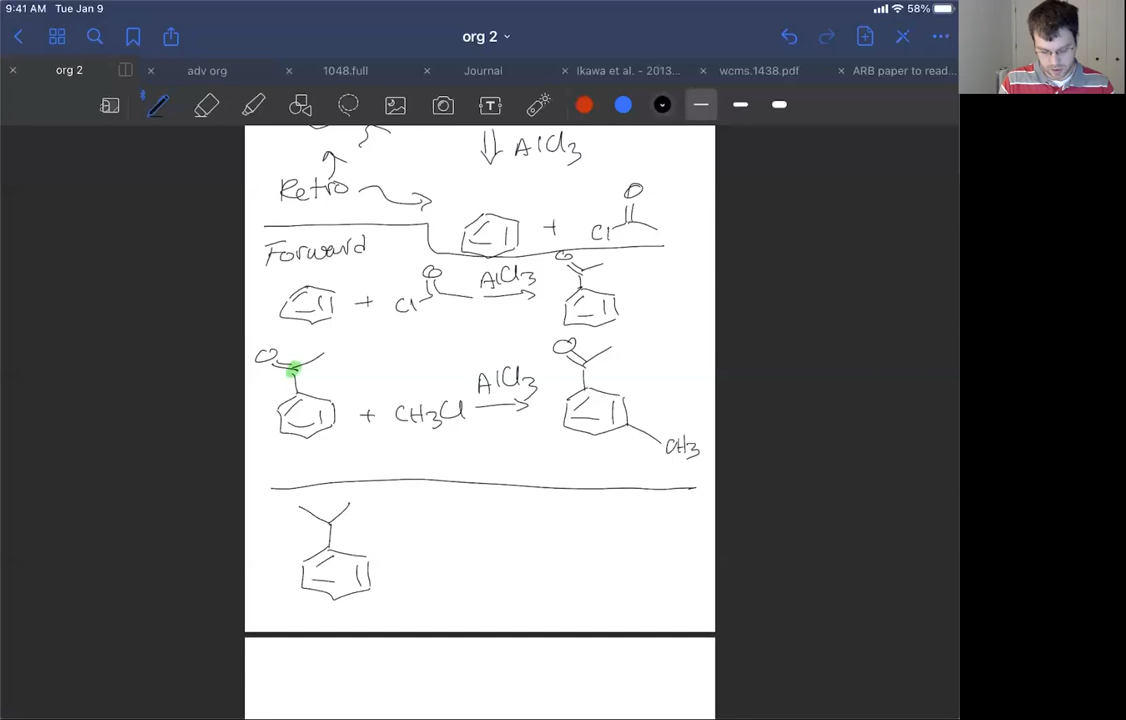 9:41 AM Tue Jan 9
58%
org 2
org 2
adv org
1048.full
Journal
Ikawa et al. - 2013...
wcms.1438.pdf
ARB paper to read...
AlCl3
Retro
O
+ Cl
Forward
O
O
+ Cl AlCl3
O
O
+ CH3Cl AlCl3
CH3